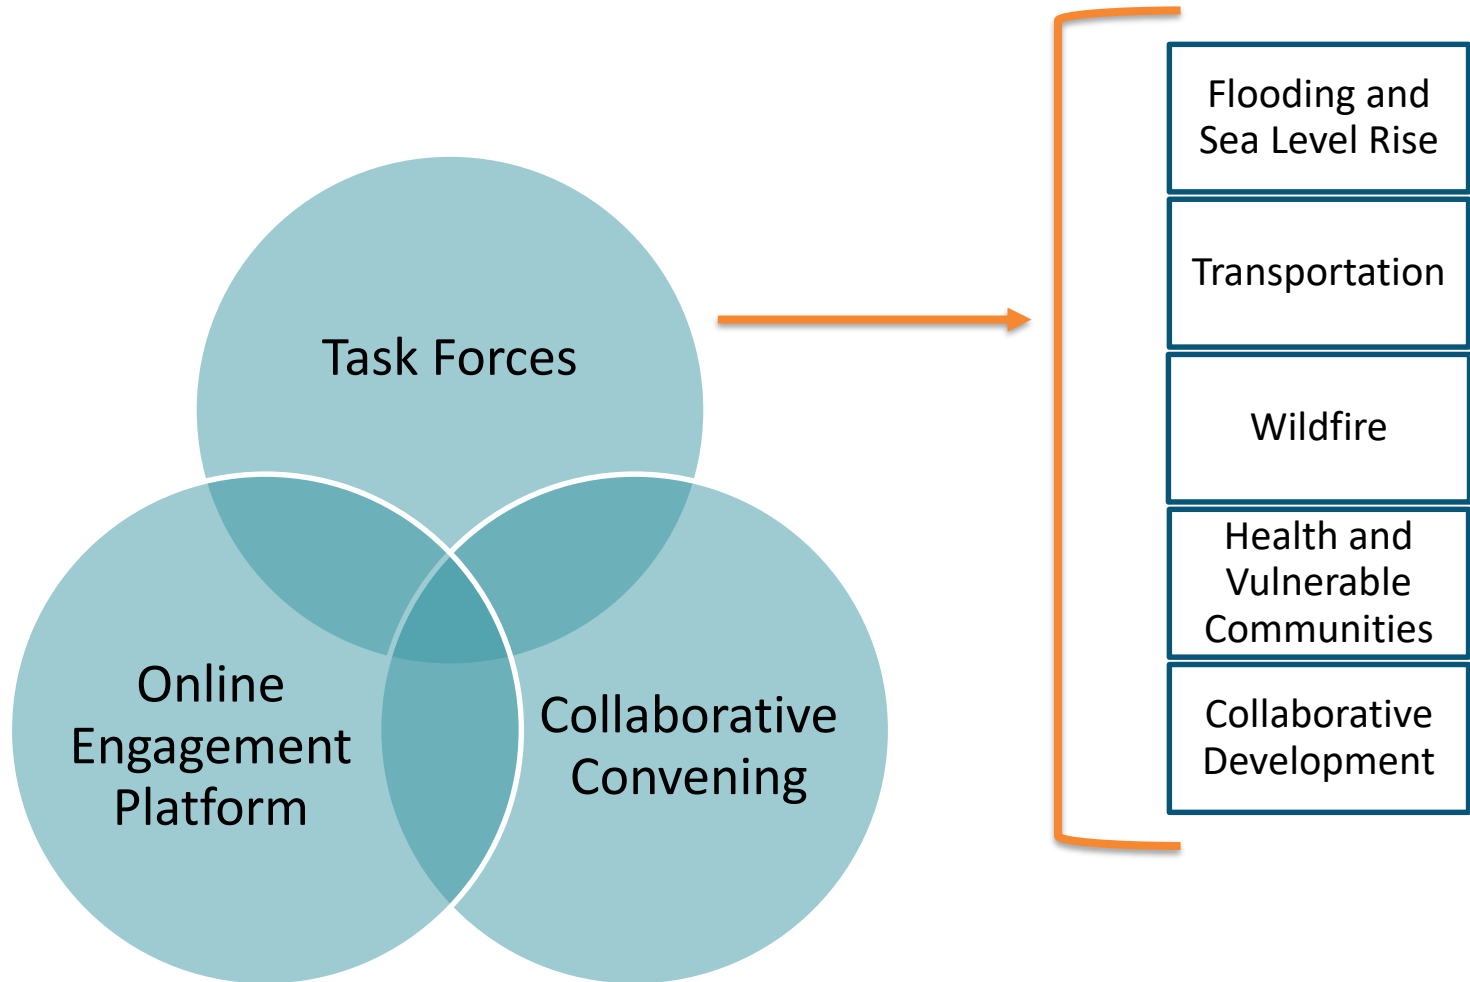 Task Forces
Online
Engagement
Platform
Collaborative
Convening
Flooding and
Sea Level Rise
Transportation
Wildfire
Health and
Vulnerable
Communities
Collaborative
Development